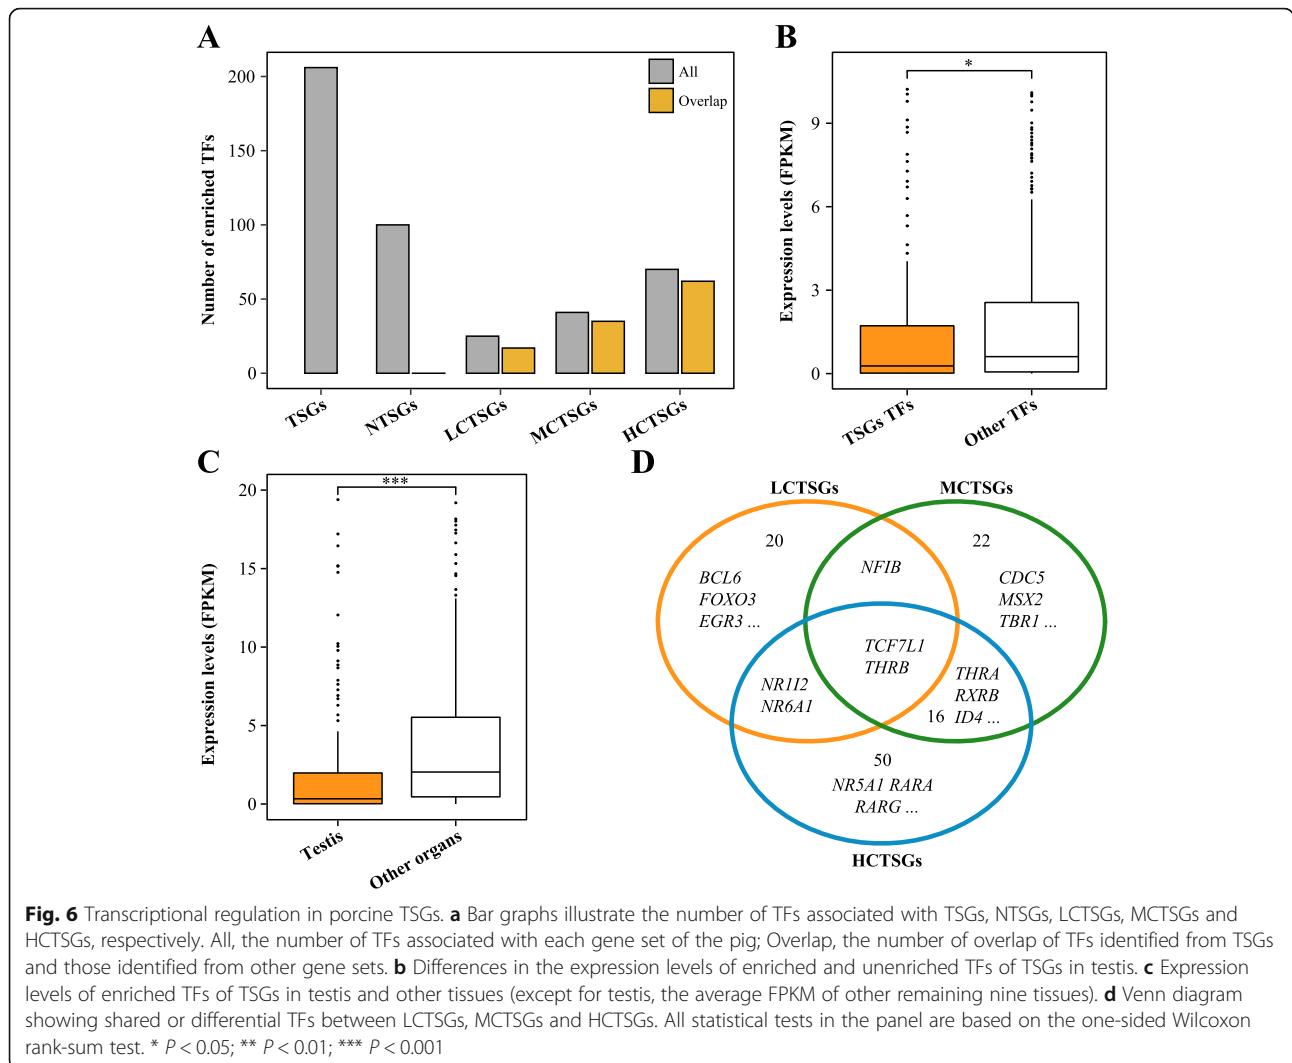 A
Number of enriched TFs
200
150
100
50
0
All
Overlap
TSGs
NTSGs
LCTSGs
MCTSGs
HCTSGs
B
Expression levels (FPKM)
9
6
3
0
*
TSGs TFs
Other TFs
C
Expression levels (FPKM)
20
15
10
5
0
***
Testis
Other organs
D
LCTSGs
MCTSGs
20
22
NFIB
BCL6
FOXO3
EGR3 ...
CDC5
MSX2
TBR1 ...
TCF7L1
THRB
NR1I2
NR6A1
THRA
RXRB
16 ID4 ...
50
NR5A1 RARA
RARG ...
HCTSGs
Fig. 6 Transcriptional regulation in porcine TSGs. a Bar graphs illustrate the number of TFs associated with TSGs, NTSGs, LCTSGs, MCTSGs and
HCTSGs, respectively. All, the number of TFs associated with each gene set of the pig; Overlap, the number of overlap of TFs identified from TSGs
and those identified from other gene sets. b Differences in the expression levels of enriched and unenriched TFs of TSGs in testis. c Expression
levels of enriched TFs of TSGs in testis and other tissues (except for testis, the average FPKM of other remaining nine tissues). d Venn diagram
showing shared or differential TFs between LCTSGs, MCTSGs and HCTSGs. All statistical tests in the panel are based on the one-sided Wilcoxon
rank-sum test. * P < 0.05; ** P < 0.01; *** P < 0.001